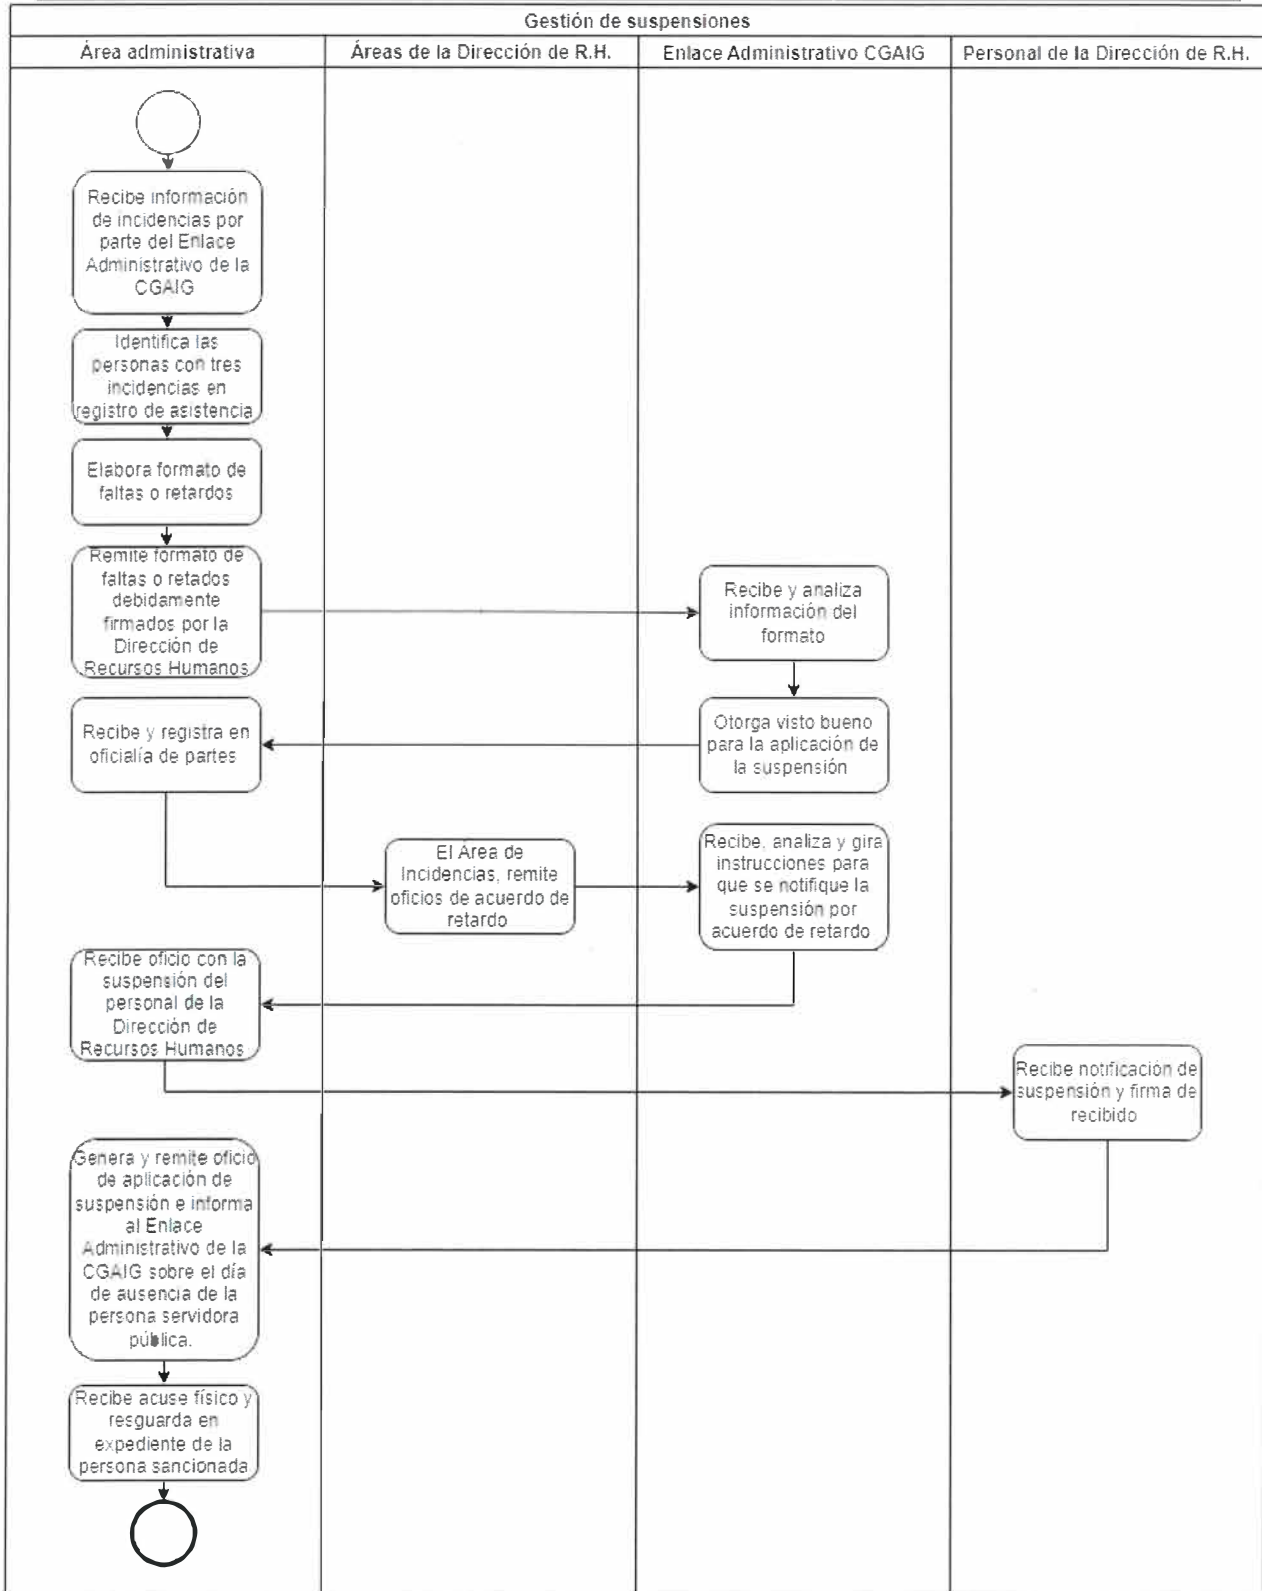 Gestión de suspensiones
Área administrativa
Áreas de la Dirección de R.H.
Enlace Administrativo CGAIG
Personal de la Dirección de R.H.
Recibe información
de incidencias por
parte del Enlace
Administrativo de la
CGAIG
Identifica las
personas con tres
incidencias en
registro de asistencia
Elabora formato de
faltas o retardos
Remite formato de
faltas o retados
debidamente
firmados por la
Dirección de
Recursos Humanos
Recibe y analiza
información del
formato
Otorga visto bueno
para la aplicación de
la suspensión
Recibe y registra en
oficialía de partes
El Área de
Incidencias, remite
oficios de acuerdo de
retardo
Recibe, analiza y gira
instrucciones para
que se notifique la
suspensión por
acuerdo de retardo
Recibe oficio con la
suspensión del
personal de la
Dirección de
Recursos Humanos
Recibe notificación de
suspensión y firma de
recibido
Genera y remite oficio
de aplicación de
suspensión e informa
al Enlace
Administrativo de la
CGAIG sobre el día
de ausencia de la
persona servidora
pública.
Recibe acuse físico y
resguarda en
expediente de la
persona sancionada